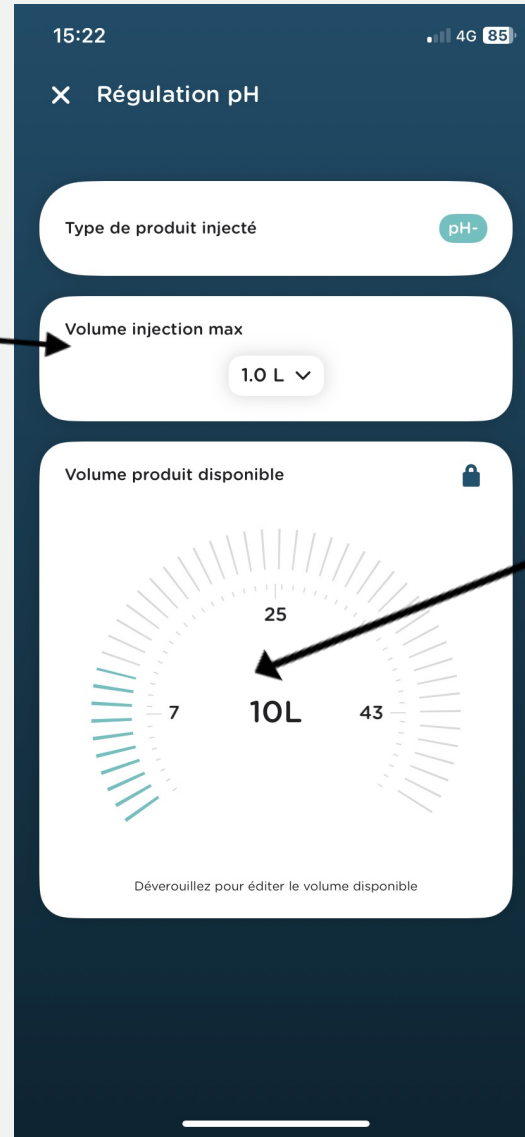 15:22
4G 85
× Régulation pH
Type de produit injecté
pH-
Volume injection max
1.0 L
Volume produit disponible
25
7
10L
43
Déverouillez pour éditer le volume disponible